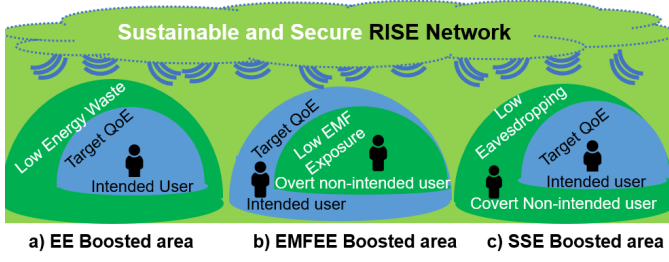 Sustainable and Secure RISE Network
Low Energy Waste
Target QoE
Intended User
Target QoE
Low EMF
Exposure
Overt non-intended user
Intended user
Low
Eavesdropping
Target QoE
Intended user
Covert Non-intended user
a) EE Boosted area
b) EMFEE Boosted area
c) SSE Boosted area